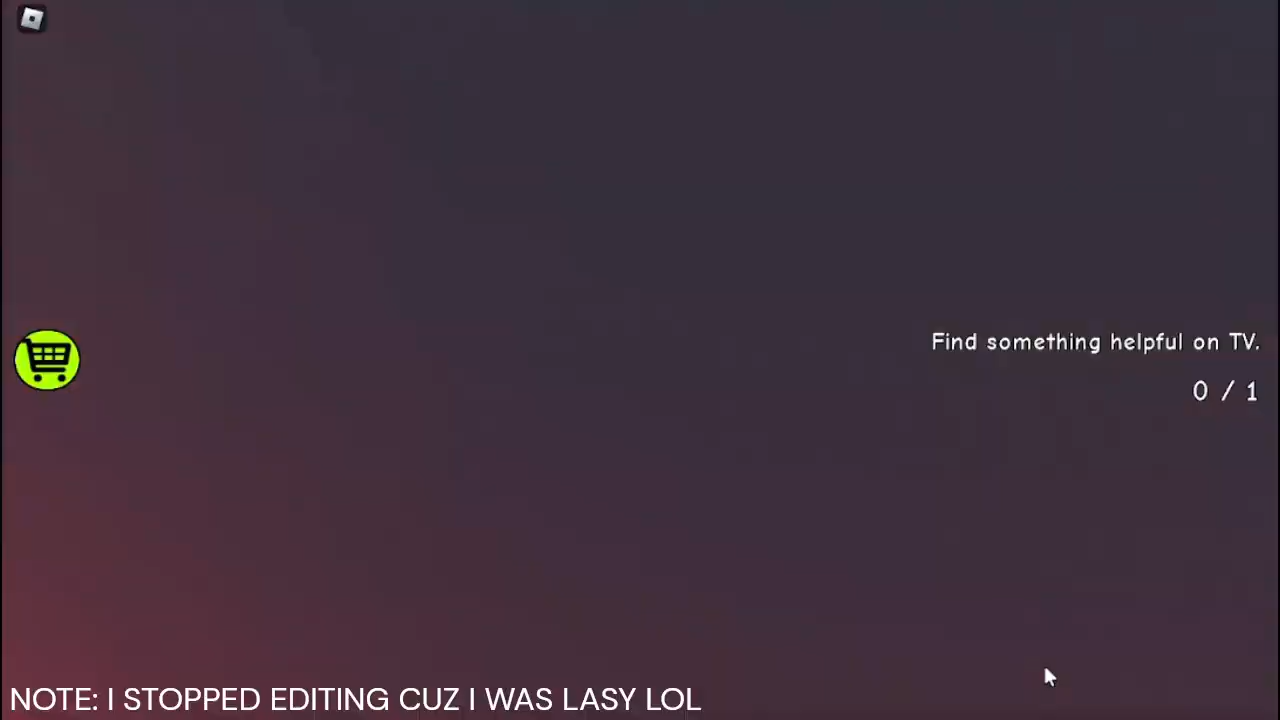 Find something helpful on TV.
0 / 1
NOTE: I STOPPED EDITING CUZ I WAS LASY LOL